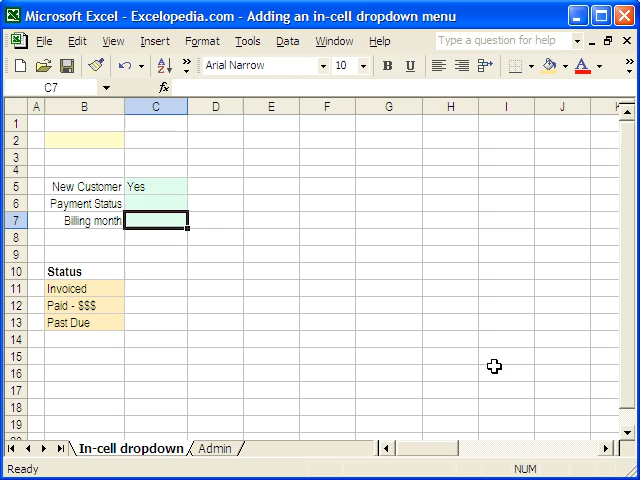 Microsoft Excel - Excelopedia.com - Adding an in-cell dropdown menu
File Edit View Insert Format Tools Data Window Help Type a question for help
Arial Narrow 10 B U A
C7 fx
A B C D E F G H I J K
1
2
3
4
5 New Customer Yes
6 Payment Status
7 Billing month
8
9
10 Status
11 Invoiced
12 Paid - $$$
13 Past Due
14
15
16
17
18
19
20
In-cell dropdown Admin
Ready NUM